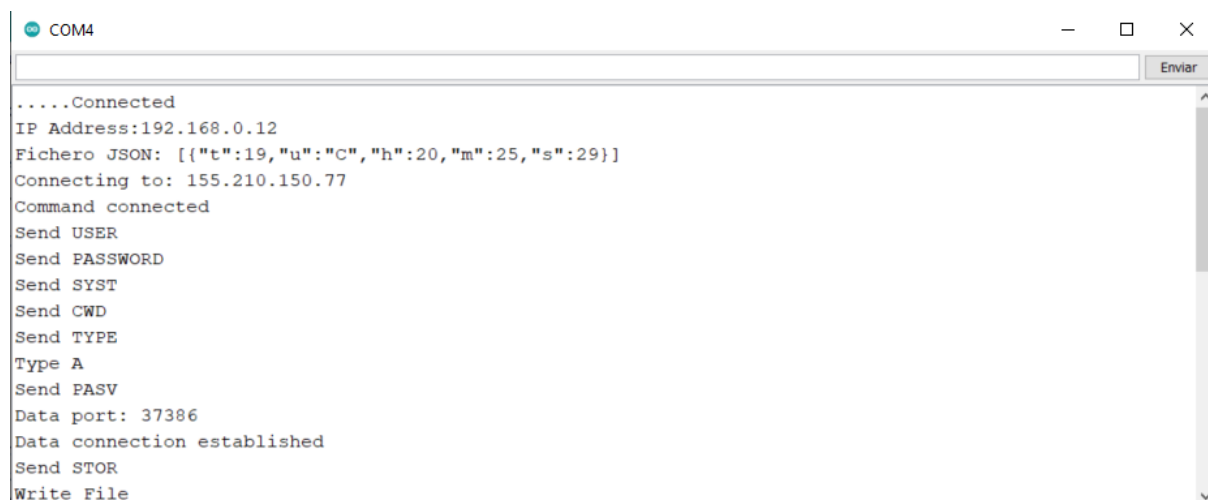 COM4
Enviar
.....Connected
IP Address:192.168.0.12
Fichero JSON: [{"t":19,"u":"C","h":20,"m":25,"s":29}]
Connecting to: 155.210.150.77
Command connected
Send USER
Send PASSWORD
Send SYST
Send CWD
Send TYPE
Type A
Send PASV
Data port: 37386
Data connection established
Send STOR
Write File